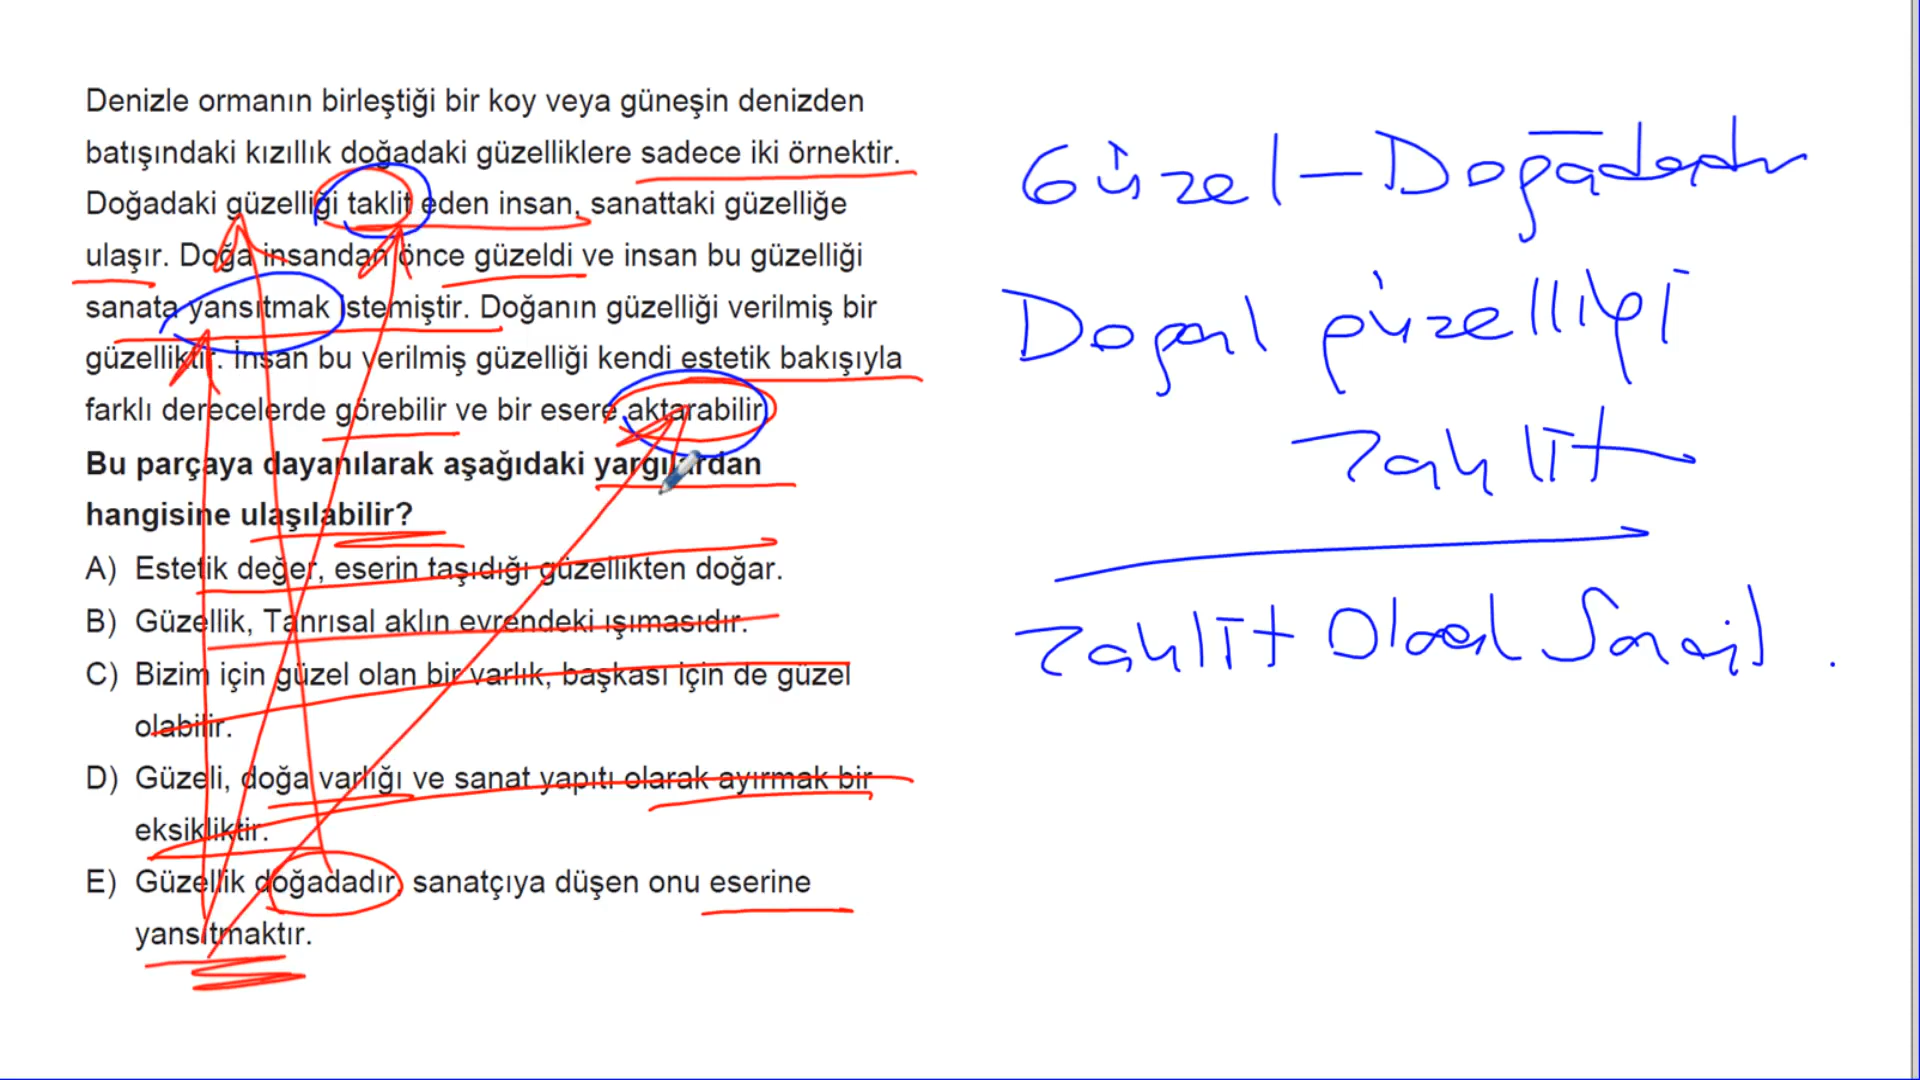 Denizle ormanın birleştiği bir koy veya güneşin denizden
batışındaki kızıllık doğadaki güzelliklere sadece iki örnektir.
Doğadaki güzelliği taklit eden insan, sanattaki güzelliğe
ulaşır. Doğa insandan önce güzeldi ve insan bu güzelliği
sanata yansıtmak istemiştir. Doğanın güzelliği verilmiş bir
güzelliktir. İnsan bu verilmiş güzelliği kendi estetik bakışıyla
farklı derecelerde görebilir ve bir esere aktarabilir.
Bu parçaya dayanılarak aşağıdaki yargılardan
hangisine ulaşılabilir?
A) Estetik değer, eserin taşıdığı güzellikten doğar.
B) Güzellik, Tanrısal aklın evrendeki ışımasıdır.
C) Bizim için güzel olan bir varlık, başkası için de güzel
olabilir.
D) Güzeli, doğa varlığı ve sanat yapıtı olarak ayırmak bir
eksikliktir.
E) Güzellik doğadadır, sanatçıya düşen onu eserine
yansıtmaktır.
Güzel - Doğadadır
Doğal güzelliği
Taklit
Taklit Olarak Sanat